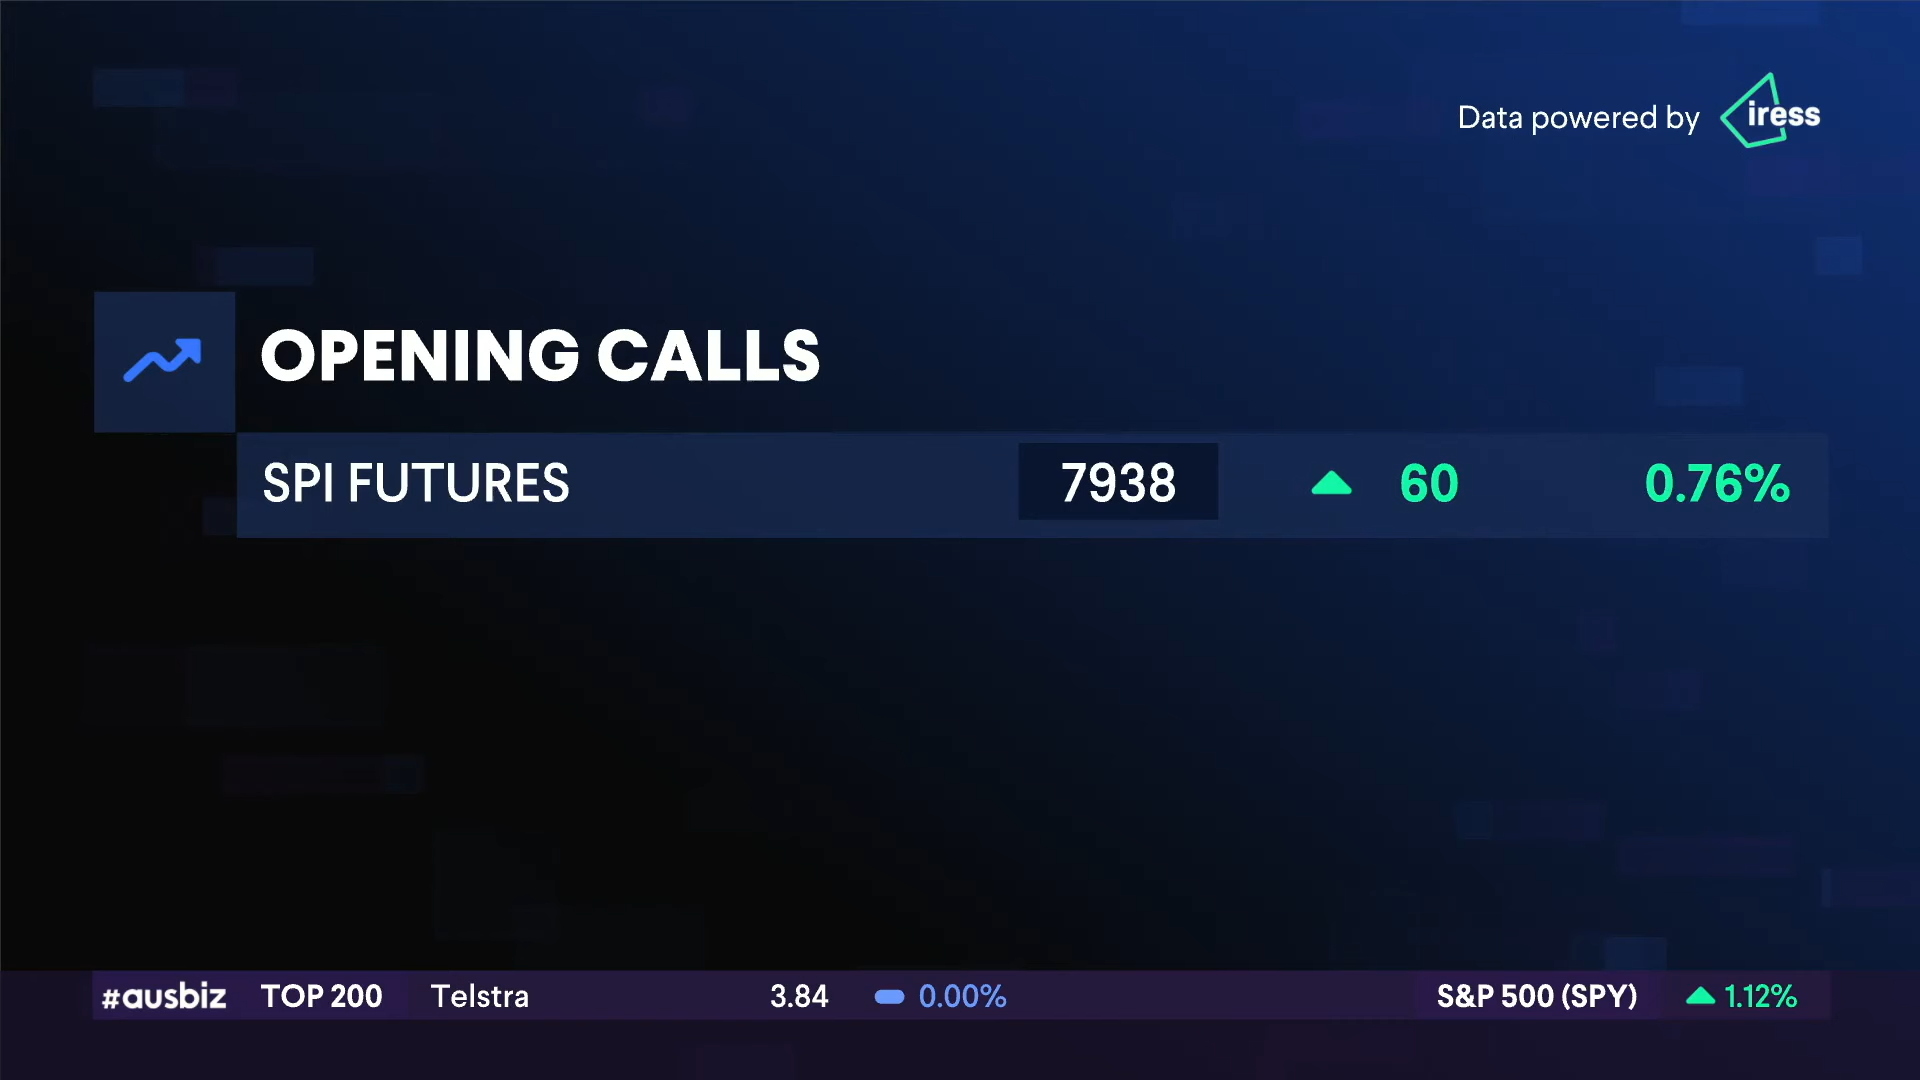 Data powered by iress
OPENING CALLS
SPI FUTURES 7938 60 0.76%
#ausbiz TOP 200 Telstra 3.84 0.00% S&P 500 (SPY) 1.12%